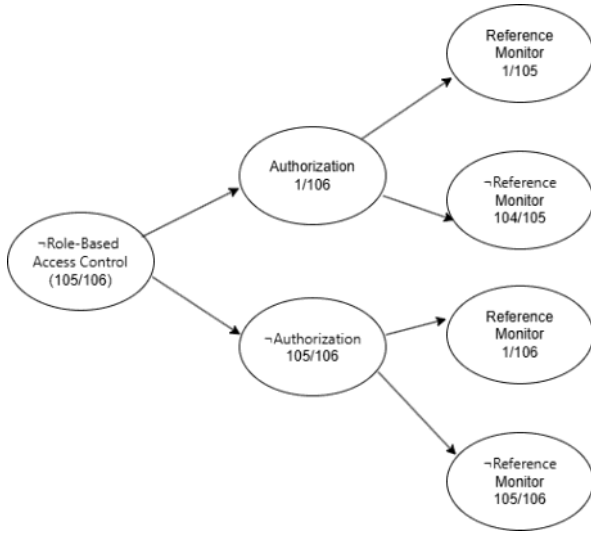 Reference
Monitor
1/105
Authorization
1/106
¬Reference
Monitor
104/105
¬Role-Based
Access Control
(105/106)
Reference
Monitor
1/106
¬Authorization
105/106
¬Reference
Monitor
105/106